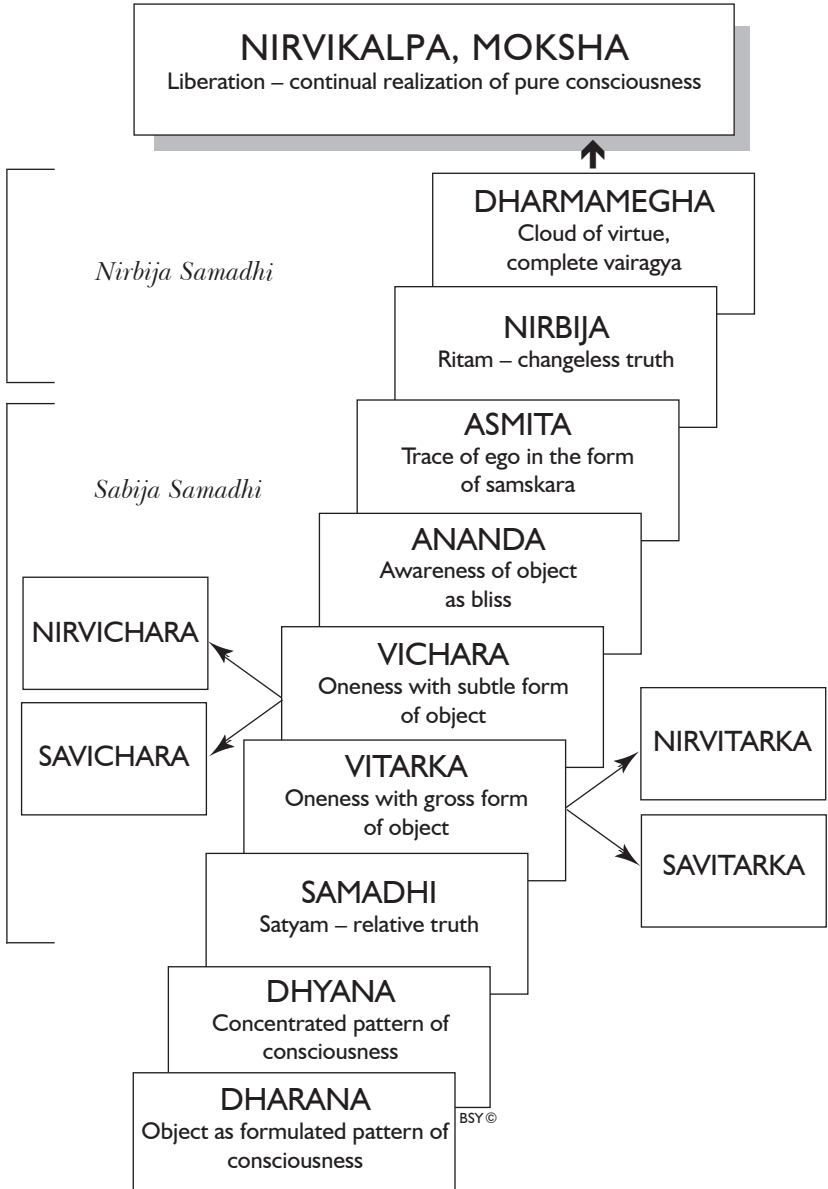 NIRVIKALPA, MOKSHA
Liberation – continual realization of pure consciousness
DHARMAMEGHA
Cloud of virtue,
complete vairagya
Nirbija Samadhi
NIRBIJA
Ritam – changeless truth
ASMITA
Trace of ego in the form
of samskara
Sabija Samadhi
ANANDA
Awareness of object
as bliss
NIRVICHARA
VICHARA
Oneness with subtle form
of object
SAVICHARA
NIRVITARKA
VITARKA
Oneness with gross form
of object
SAVITARKA
SAMADHI
Satyam – relative truth
DHYANA
Concentrated pattern of
consciousness
DHARANA
Object as formulated pattern of
consciousness
BSY©